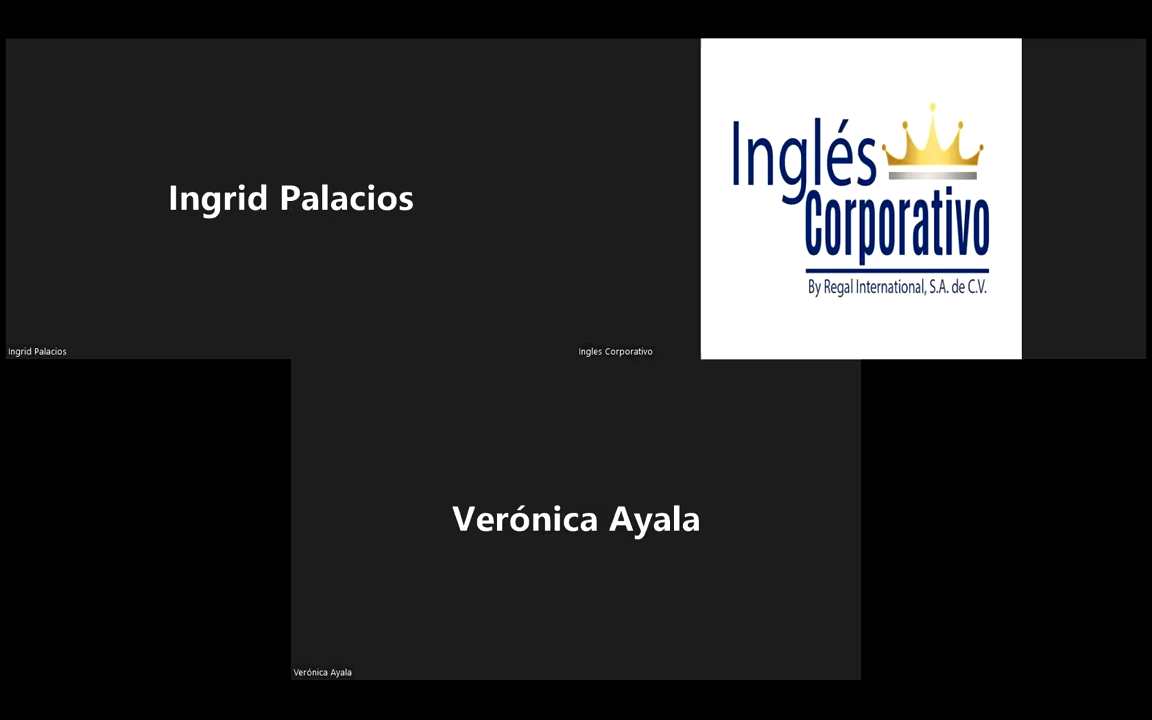 Ingrid Palacios
Inglés
Corporativo
By Regal International, S.A. de C.V.
Ingrid Palacios
Ingles Corporativo
Verónica Ayala
Verónica Ayala